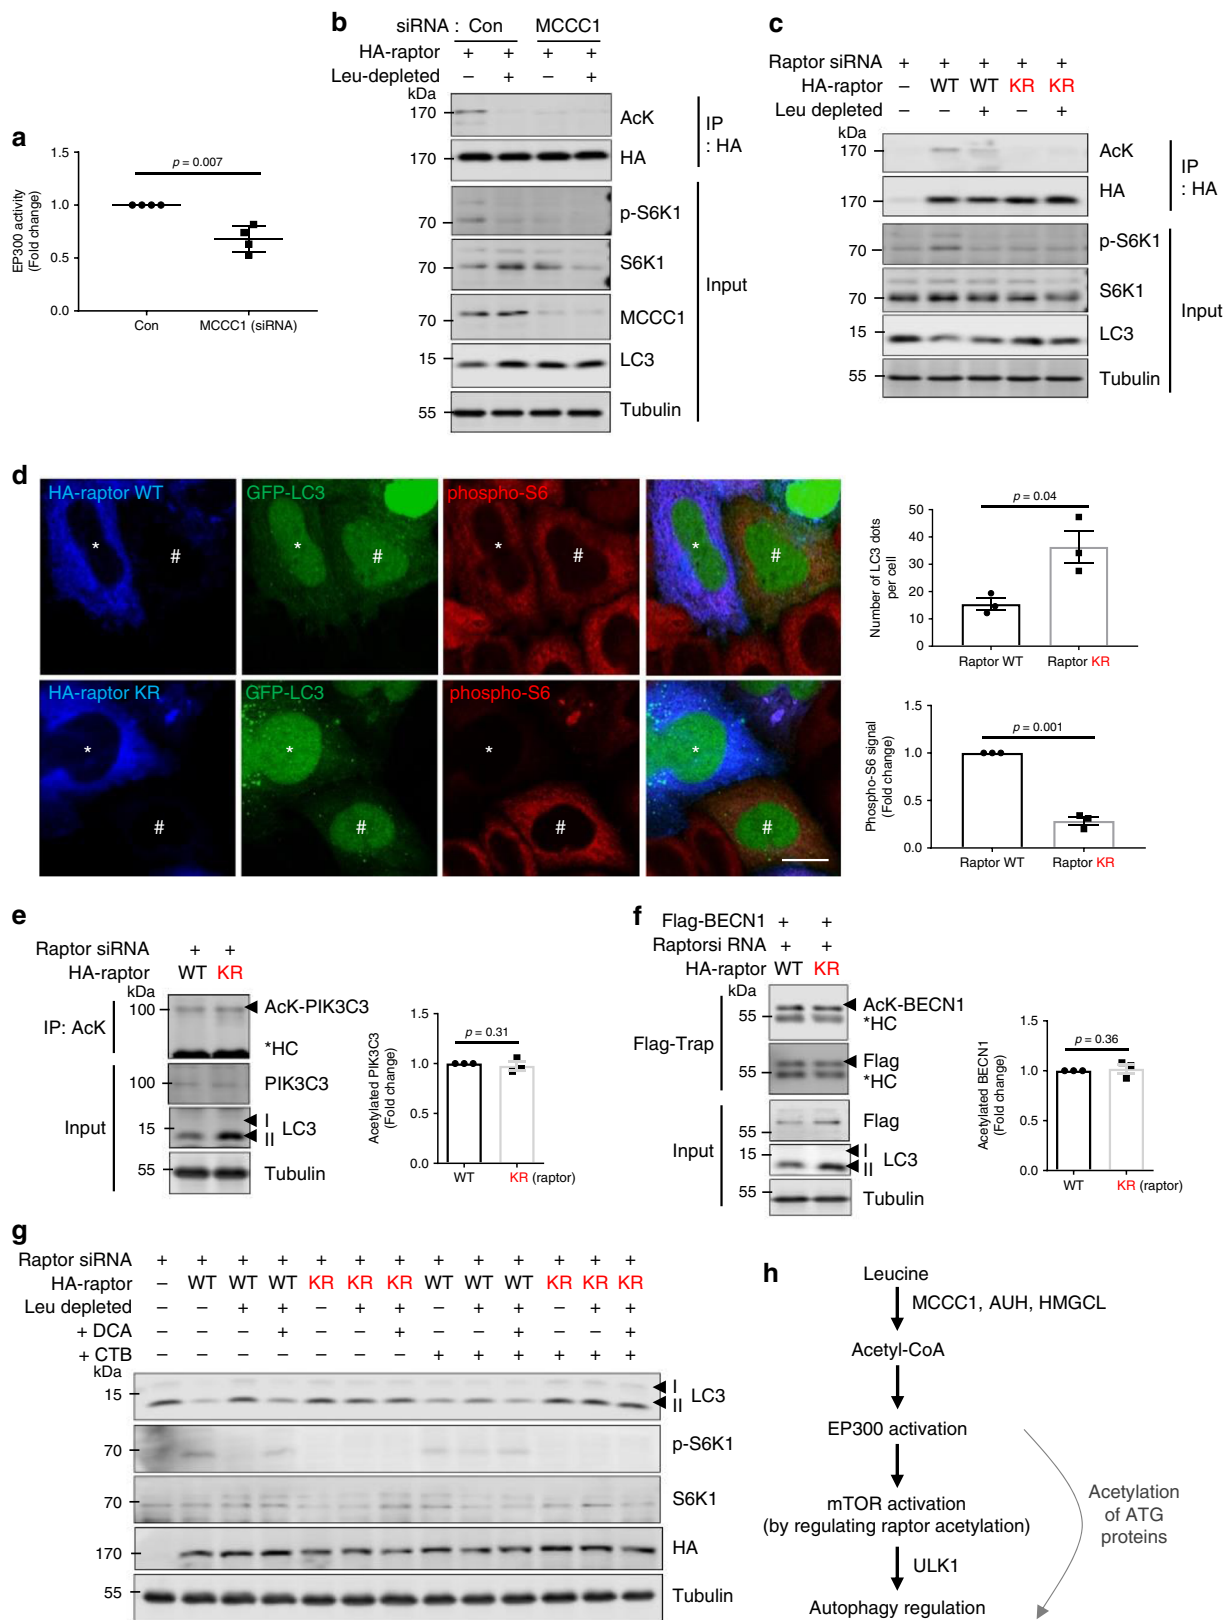 a
1.5
1.0
0.5
0.0
EP300 activity
(Fold change)
p = 0.007
Con
MCCC1 (siRNA)
b
siRNA : Con MCCC1
HA-raptor + + + +
Leu-depleted – + – +
kDa
170 AcK
170 HA
IP
: HA
p-S6K1
70
70 S6K1
70 MCCC1
15 LC3
55 Tubulin
Input
c
Raptor siRNA + + + + +
HA-raptor – WT WT KR KR
Leu depleted – – + – +
kDa
170 AcK
170 HA
IP
: HA
p-S6K1
70
70 S6K1
15 LC3
55 Tubulin
Input
d
HA-raptor WT GFP-LC3 phospho-S6
* # * # # * #
HA-raptor KR GFP-LC3 phospho-S6
* # * # * # * #
p = 0.04
50
40
30
20
10
0
Number of LC3 dots
per cell
Raptor WT Raptor KR
p = 0.001
1.5
1.0
0.5
0.0
Phospho-S6 signal
(Fold change)
Raptor WT Raptor KR
e
Raptor siRNA + +
HA-raptor WT KR
kDa
100 AcK-PIK3C3
IP: AcK
*HC
100 PIK3C3
Input
I
15 LC3
II
55 Tubulin
p = 0.31
1.5
1.0
0.5
0.0
Acetylated PIK3C3
(Fold change)
WT KR (raptor)
f
Flag-BECN1 + +
Raptorsi RNA + +
HA-raptor WT KR
kDa
AcK-BECN1
55 *HC
Flag-Trap
Flag
55 *HC
Flag
55
Input
I
15 LC3
II
55 Tubulin
p = 0.36
1.5
1.0
0.5
0.0
Acetylated BECN1
(Fold change)
WT KR (raptor)
g
Raptor siRNA + + + + + + + + + + + + +
HA-raptor – WT WT WT KR KR KR WT WT WT KR KR KR
Leu depleted – – + + – + + – + + – + +
+ DCA – – – + – – + – – + – – +
+ CTB – – – – – – – + + + + + +
kDa
I
15 LC3
II
70 p-S6K1
70 S6K1
170 HA
55 Tubulin
h
Leucine
MCCC1, AUH, HMGCL
Acetyl-CoA
EP300 activation
mTOR activation
(by regulating raptor acetylation)
ULK1
Autophagy regulation
Acetylation
of ATG
proteins